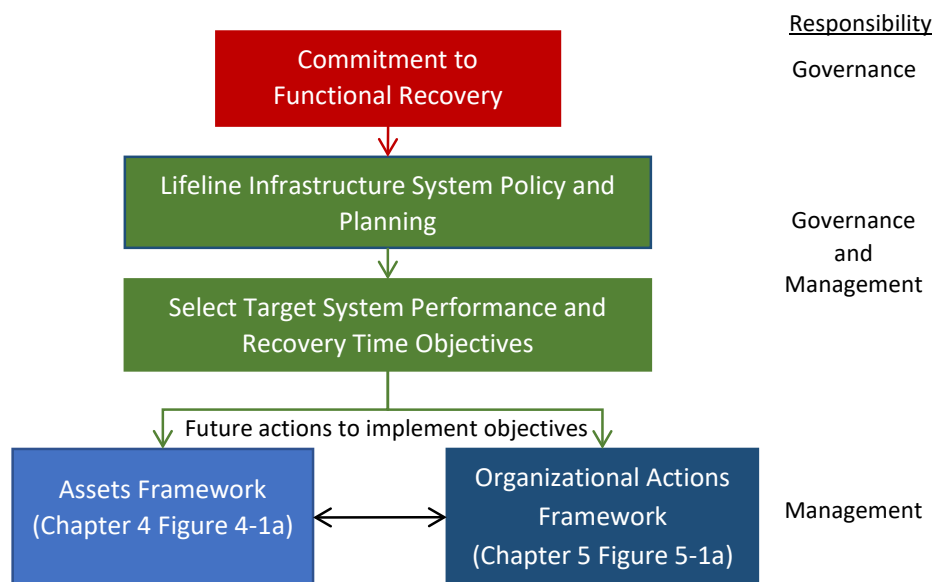 Responsibility
Commitment to
Functional Recovery
Governance
Lifeline Infrastructure System Policy and
Planning
Governance
and
Management
Select Target System Performance and
Recovery Time Objectives
Future actions to implement objectives
Assets Framework
(Chapter 4 Figure 4-1a)
Organizational Actions
Framework
(Chapter 5 Figure 5-1a)
Management